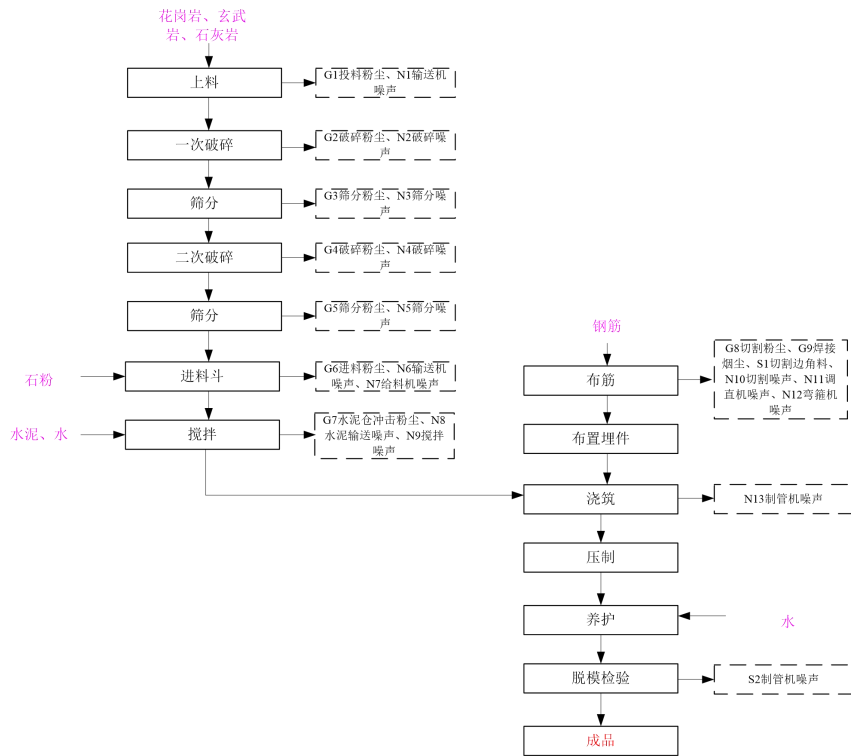 花岗岩、玄武
岩、石灰岩
上料
G1投料粉尘、N1输送机
噪声
一次破碎
G2破碎粉尘、N2破碎噪
声
筛分
G3筛分粉尘、N3筛分噪
声
二次破碎
G4破碎粉尘、N4破碎噪
声
筛分
G5筛分粉尘、N5筛分噪
声
石粉
进料斗
G6进料粉尘、N6输送机
噪声、N7给料机噪声
水泥、水
搅拌
G7水泥仓冲击粉尘、N8
水泥输送噪声、N9搅拌
噪声
钢筋
布筋
G8切割粉尘、G9焊接
烟尘、S1切割边角料、
N10切割噪声、N11调
直机噪声、N12弯箍机
噪声
布置埋件
浇筑
N13制管机噪声
压制
养护
水
脱模检验
S2制管机噪声
成品